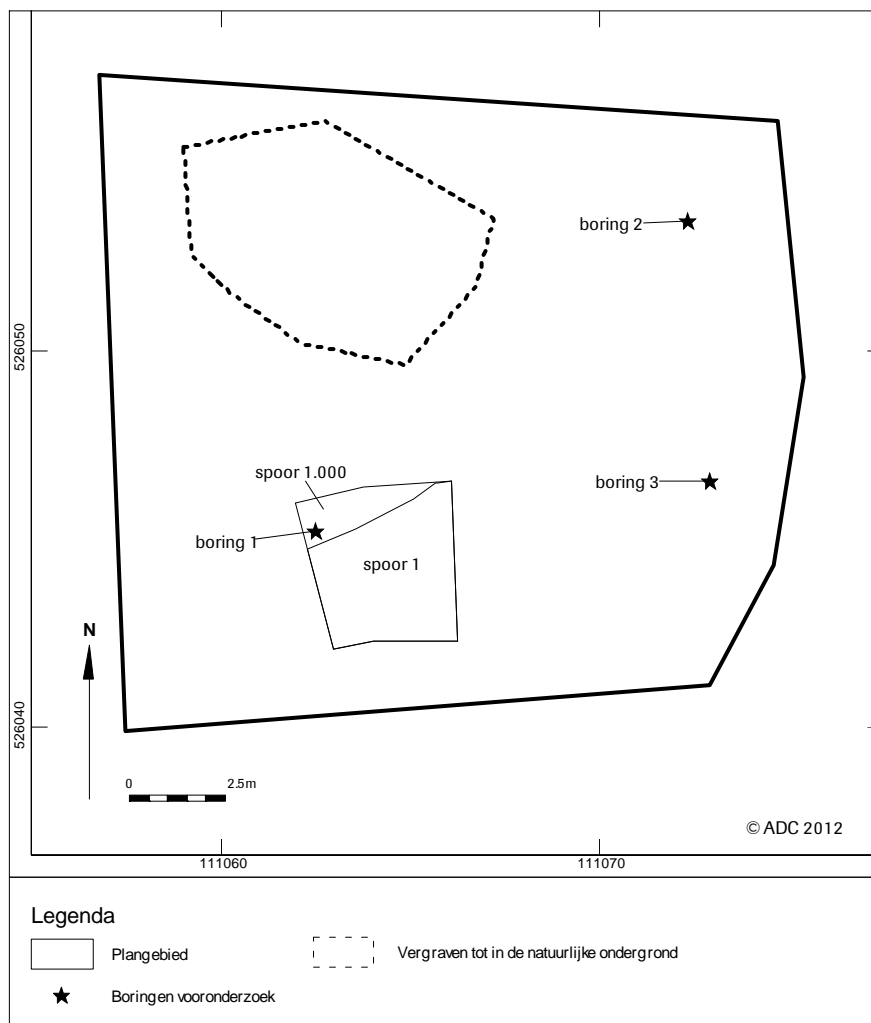 boring 2
526050
spoor 1.000
boring 3
boring 1
spoor 1
N
526040
0 2.5m
© ADC 2012
111060 111070
Legenda
Plangebied
Vergraven tot in de natuurlijke ondergrond
Boringen vooronderzoek